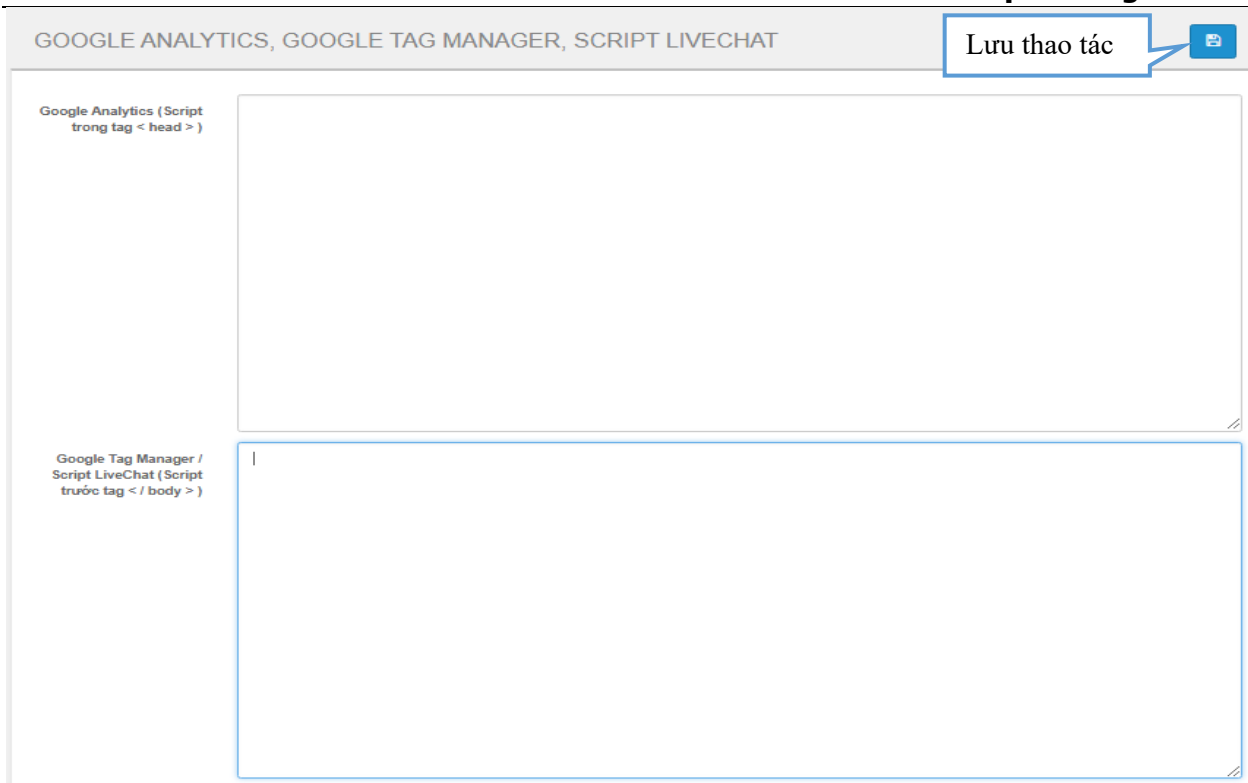 GOOGLE ANALYTICS, GOOGLE TAG MANAGER, SCRIPT LIVECHAT
Lưu thao tác
Google Analytics (Script
trong tag < head > )
Google Tag Manager /
Script LiveChat (Script
trước tag < / body > )